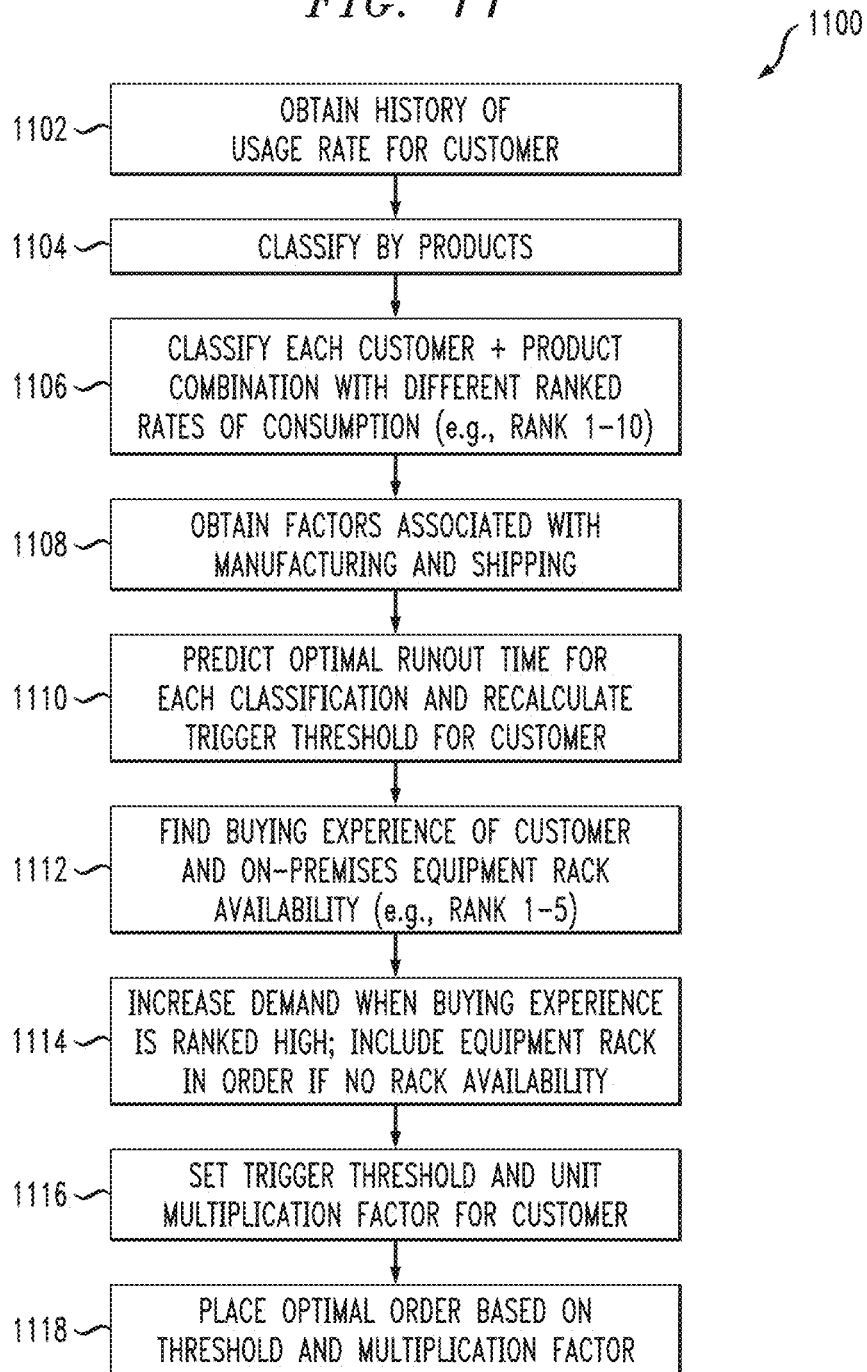 FIG. 11
1100
1102
OBTAIN HISTORY OF
USAGE RATE FOR CUSTOMER
1104
CLASSIFY BY PRODUCTS
1106
CLASSIFY EACH CUSTOMER + PRODUCT
COMBINATION WITH DIFFERENT RANKED
RATES OF CONSUMPTION (e.g., RANK 1-10)
1108
OBTAIN FACTORS ASSOCIATED WITH
MANUFACTURING AND SHIPPING
1110
PREDICT OPTIMAL RUNOUT TIME FOR
EACH CLASSIFICATION AND RECALCULATE
TRIGGER THRESHOLD FOR CUSTOMER
1112
FIND BUYING EXPERIENCE OF CUSTOMER
AND ON-PREMISES EQUIPMENT RACK
AVAILABILITY (e.g., RANK 1-5)
1114
INCREASE DEMAND WHEN BUYING EXPERIENCE
IS RANKED HIGH; INCLUDE EQUIPMENT RACK
IN ORDER IF NO RACK AVAILABILITY
1116
SET TRIGGER THRESHOLD AND UNIT
MULTIPLICATION FACTOR FOR CUSTOMER
1118
PLACE OPTIMAL ORDER BASED ON
THRESHOLD AND MULTIPLICATION FACTOR